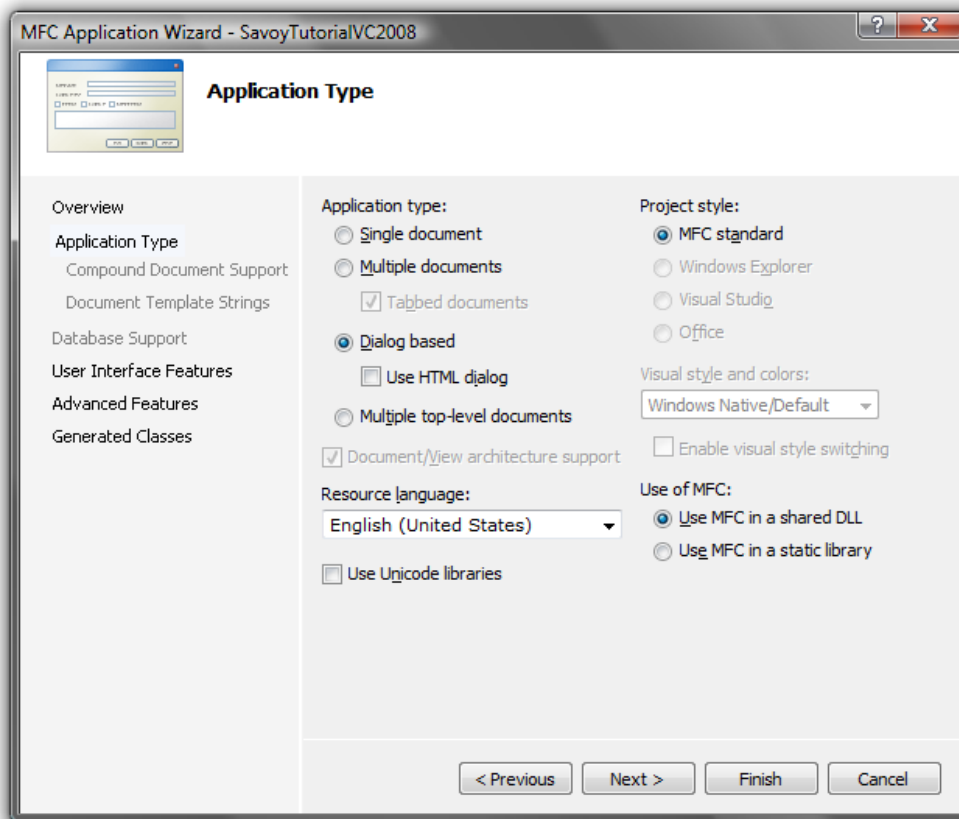 MFC Application Wizard - SavoyTutorialVC2008
?
Application Type
Overview
Application Type
Compound Document Support
Document Template Strings
Database Support
User Interface Features
Advanced Features
Generated Classes
Application type:
Single document
Multiple documents
Tabbed documents
Dialog based
Use HTML dialog
Multiple top-level documents
Document/View architecture support
Resource language:
English (United States)
Use Unicode libraries
Project style:
MFC standard
Windows Explorer
Visual Studio
Office
Visual style and colors:
Windows Native/Default
Enable visual style switching
Use of MFC:
Use MFC in a shared DLL
Use MFC in a static library
< Previous
Next >
Finish
Cancel